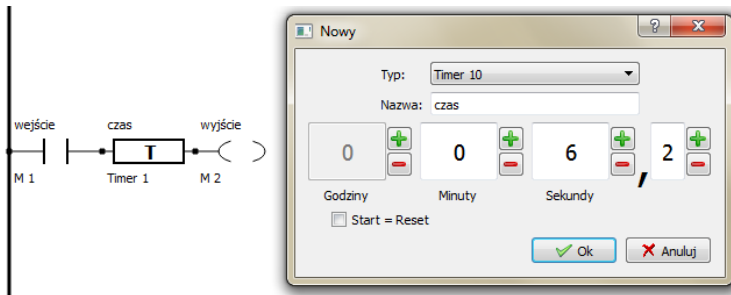 wejście czas wyjście
T
M 1 Timer 1 M 2
Nowy
?
Typ: Timer 10
Nazwa: czas
0 0 6 , 2
Godziny Minuty Sekundy
Start = Reset
Ok Anuluj